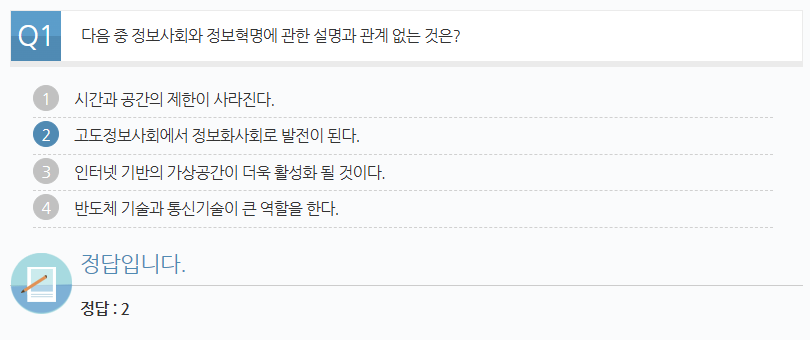 Q1 다음 중 정보사회와 정보혁명에 관한 설명과 관계 없는 것은?
1 시간과 공간의 제한이 사라진다.
2 고도정보사회에서 정보화사회로 발전이 된다.
3 인터넷 기반의 가상공간이 더욱 활성화 될 것이다.
4 반도체 기술과 통신기술이 큰 역할을 한다.
정답입니다.
정답 : 2